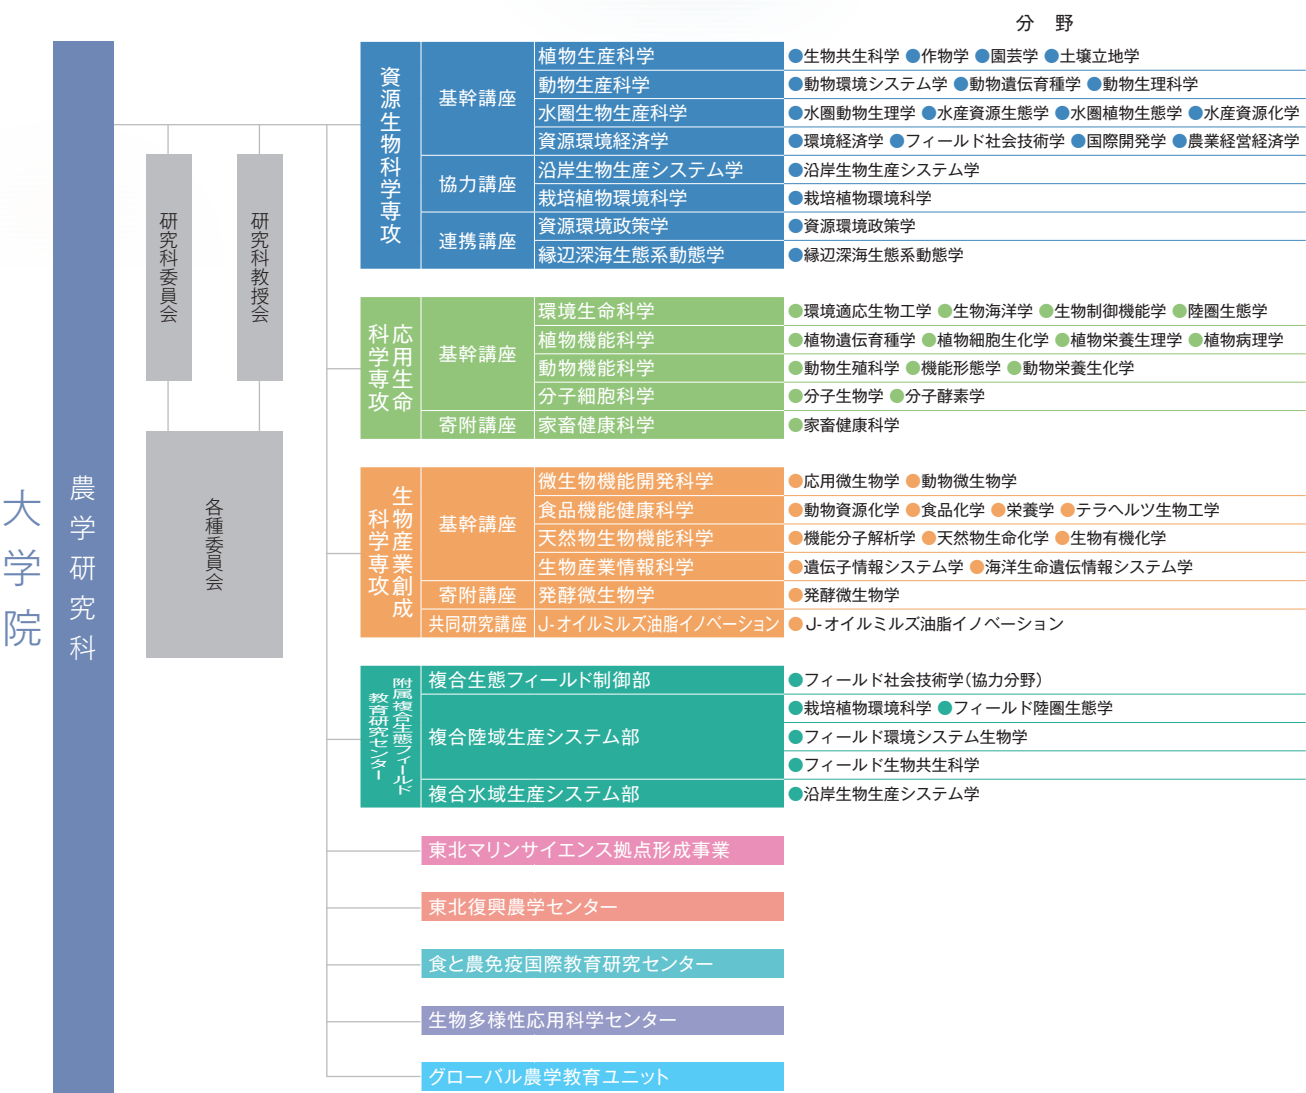 分 野
大学院
農学研究科
研究科委員会
研究科教授会
各種委員会
資源生物科学専攻
基幹講座
植物生産科学
●生物共生科学 ●作物学 ●園芸学 ●土壌立地学
動物生産科学
●動物環境システム学 ●動物遺伝育種学 ●動物生理科学
水圏生物生産科学
●水圏動物生理学 ●水産資源生態学 ●水圏植物生態学 ●水産資源化学
資源環境経済学
●環境経済学 ●フィールド社会技術学 ●国際開発学 ●農業経営経済学
協力講座
沿岸生物生産システム学
●沿岸生物生産システム学
栽培植物環境科学
●栽培植物環境科学
連携講座
資源環境政策学
●資源環境政策学
縁辺深海生態系動態学
●縁辺深海生態系動態学
応用生命
科学専攻
基幹講座
環境生命科学
●環境適応生物工学 ●生物海洋学 ●生物制御機能学 ●陸圏生態学
植物機能科学
●植物遺伝育種学 ●植物細胞生化学 ●植物栄養生理学 ●植物病理学
動物機能科学
●動物生殖科学 ●機能形態学 ●動物栄養生化学
分子細胞科学
●分子生物学 ●分子酵素学
寄附講座
家畜健康科学
●家畜健康科学
生物産業創成
科学専攻
基幹講座
微生物機能開発科学
●応用微生物学 ●動物微生物学
食品機能健康科学
●動物資源化学 ●食品化学 ●栄養学 ●テラヘルツ生物工学
天然物生物機能科学
●機能分子解析学 ●天然物生命化学 ●生物有機化学
生物産業情報科学
●遺伝子情報システム学 ●海洋生命遺伝情報システム学
寄附講座
発酵微生物学
●発酵微生物学
共同研究講座
J-オイルミルズ油脂イノベーション
●J-オイルミルズ油脂イノベーション
附属複合生態フィールド
教育研究センター
複合生態フィールド制御部
●フィールド社会技術学(協力分野)
複合陸域生産システム部
●栽培植物環境科学 ●フィールド陸圏生態学
●フィールド環境システム生物学
●フィールド生物共生科学
複合水域生産システム部
●沿岸生物生産システム学
東北マリンサイエンス拠点形成事業
東北復興農学センター
食と農免疫国際教育研究センター
生物多様性応用科学センター
グローバル農学教育ユニット